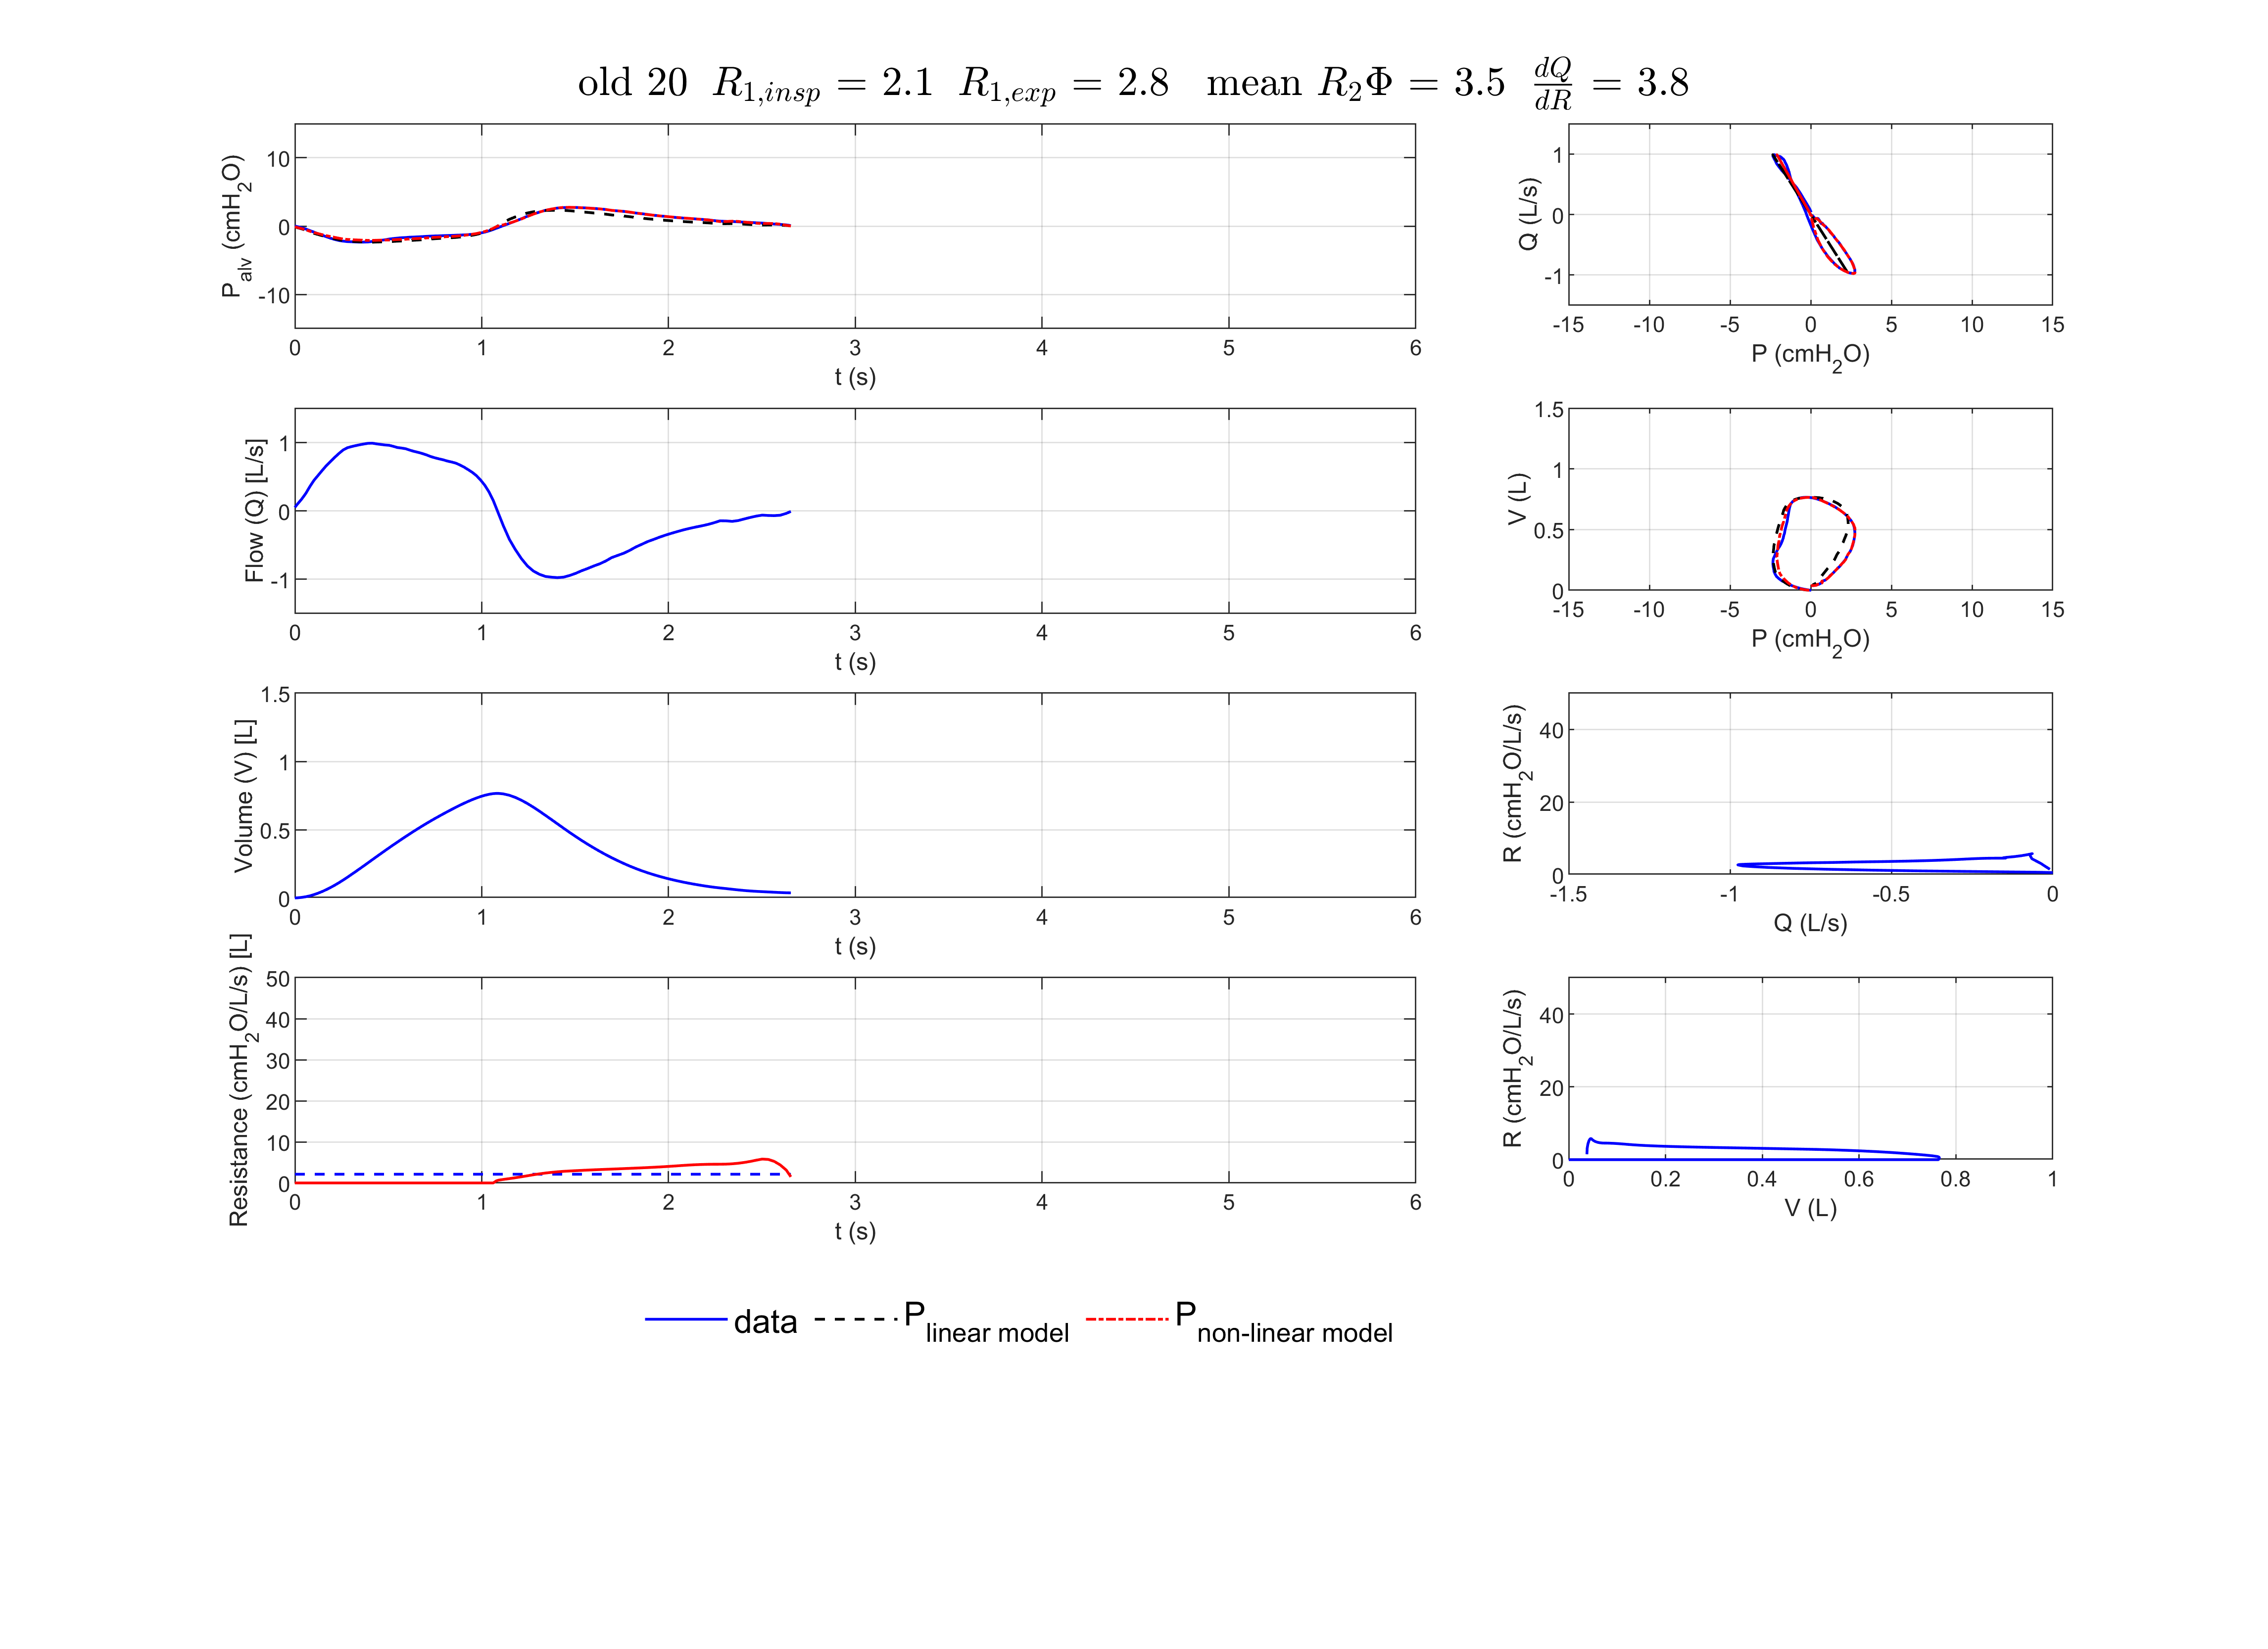 old 20 R1,insp = 2.1 R1,exp = 2.8 mean R2Φ = 3.5 dQ/dR = 3.8
Palv (cmH2O)
10
0
-10
0 1 2 3 4 5 6
t (s)
Q (L/s)
1
0
-1
-15 -10 -5 0 5 10 15
P (cmH2O)
Flow (Q) [L/s]
1
0
-1
0 1 2 3 4 5 6
t (s)
V (L)
1.5
1
0.5
0
-15 -10 -5 0 5 10 15
P (cmH2O)
Volume (V) [L]
1.5
1
0.5
0
0 1 2 3 4 5 6
t (s)
R (cmH2O/L/s)
40
20
0
-1.5 -1 -0.5 0
Q (L/s)
Resistance (cmH2O/L/s) [L]
50
40
30
20
10
0
0 1 2 3 4 5 6
t (s)
R (cmH2O/L/s)
40
20
0
0 0.2 0.4 0.6 0.8 1
V (L)
data Plinear model Pnon-linear model